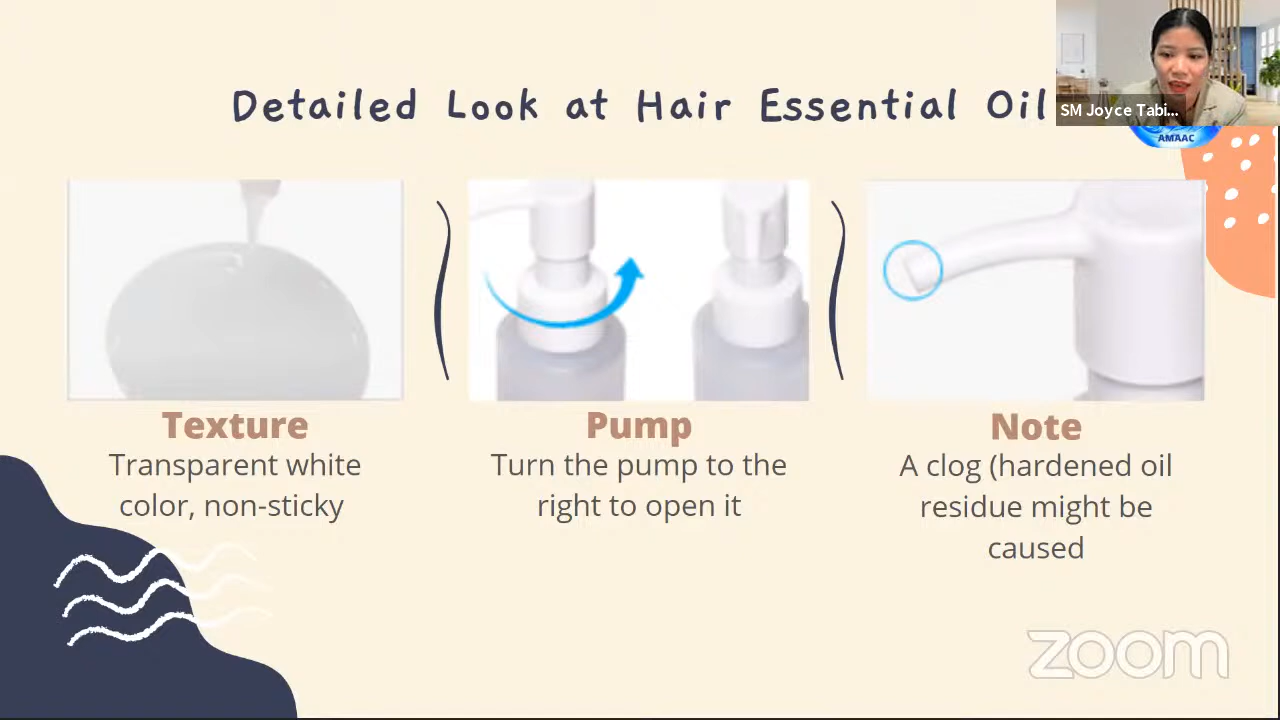 Detailed Look at Hair Essential Oil
SM Joyce Tabi...
AMAAC
Texture
Transparent white
color, non-sticky
Pump
Turn the pump to the
right to open it
Note
A clog (hardened oil
residue might be
caused
zoom